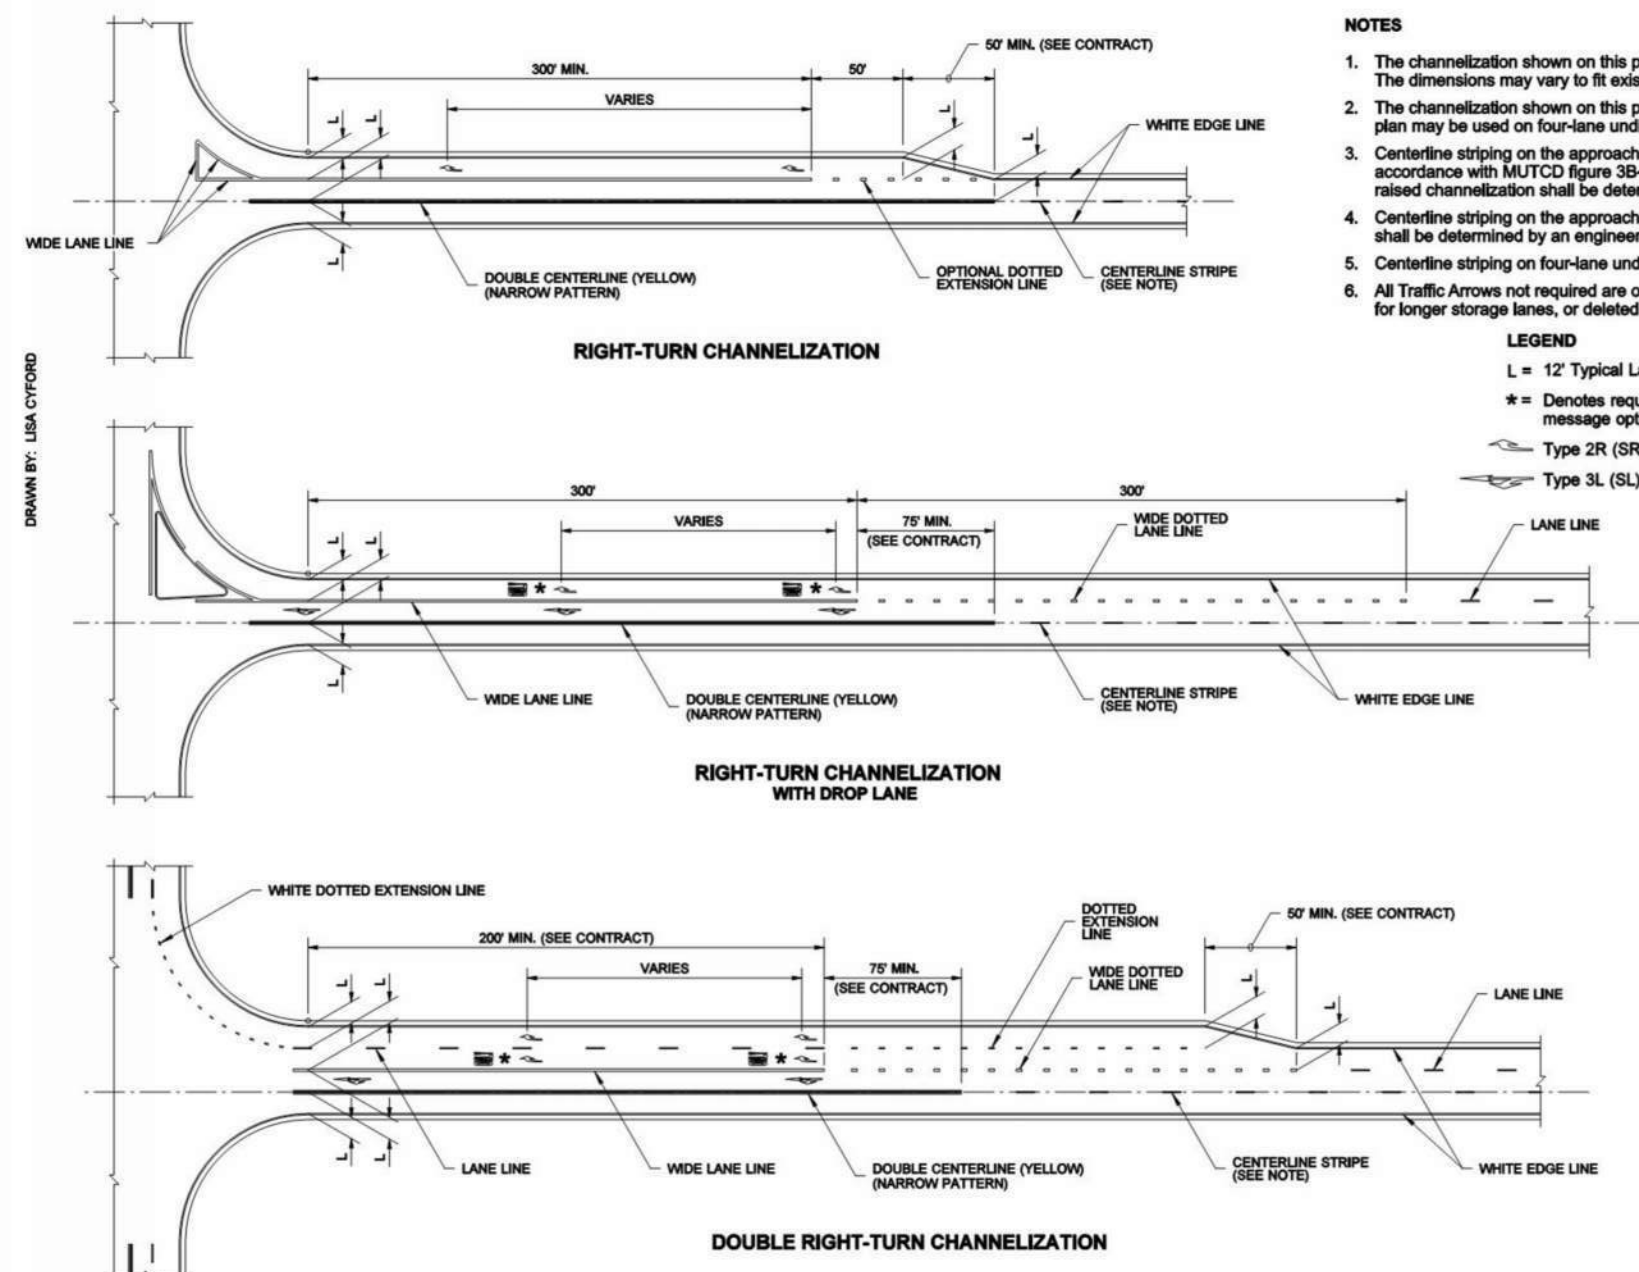 DRAWN BY: LISA CYFORD
300' MIN.
50'
50' MIN. (SEE CONTRACT)
VARIES
L
L
L
L
WHITE EDGE LINE
WIDE LANE LINE
L
DOUBLE CENTERLINE (YELLOW)
(NARROW PATTERN)
OPTIONAL DOTTED
EXTENSION LINE
CENTERLINE STRIPE
(SEE NOTE)
RIGHT-TURN CHANNELIZATION
NOTES
1. The channelization shown on this p
The dimensions may vary to fit exis
2. The channelization shown on this p
plan may be used on four-lane undi
3. Centerline striping on the approach
accordance with MUTCD figure 3B-
raised channelization shall be deter
4. Centerline striping on the approach
shall be determined by an engineer
5. Centerline striping on four-lane und
6. All Traffic Arrows not required are o
for longer storage lanes, or deleted
LEGEND
L = 12' Typical La
* = Denotes requ
message opt
Type 2R (SR
Type 3L (SL)
300'
300'
VARIES
75' MIN.
(SEE CONTRACT)
WIDE DOTTED
LANE LINE
LANE LINE
L
L
*
*
L
WIDE LANE LINE
DOUBLE CENTERLINE (YELLOW)
(NARROW PATTERN)
CENTERLINE STRIPE
(SEE NOTE)
WHITE EDGE LINE
RIGHT-TURN CHANNELIZATION
WITH DROP LANE
WHITE DOTTED EXTENSION LINE
200' MIN. (SEE CONTRACT)
VARIES
75' MIN.
(SEE CONTRACT)
DOTTED
EXTENSION
LINE
WIDE DOTTED
LANE LINE
50' MIN. (SEE CONTRACT)
LANE LINE
L
L
L
L
*
*
L
L
LANE LINE
WIDE LANE LINE
DOUBLE CENTERLINE (YELLOW)
(NARROW PATTERN)
CENTERLINE STRIPE
(SEE NOTE)
WHITE EDGE LINE
DOUBLE RIGHT-TURN CHANNELIZATION